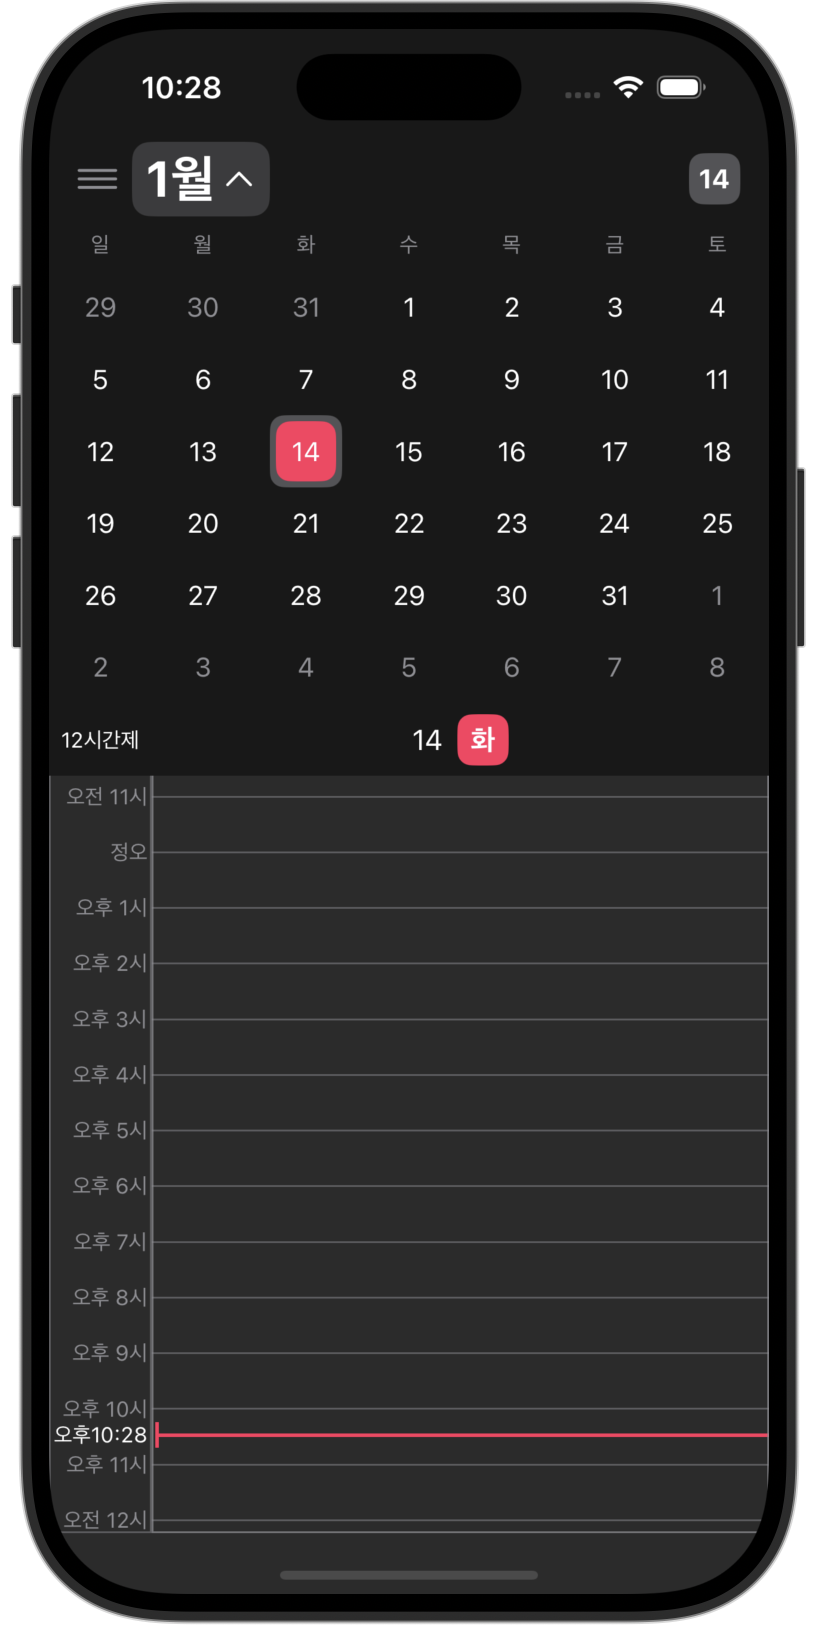 10:28
1월 14
일 월 화 수 목 금 토
29 30 31 1 2 3 4
5 6 7 8 9 10 11
12 13 14 15 16 17 18
19 20 21 22 23 24 25
26 27 28 29 30 31 1
2 3 4 5 6 7 8
12시간제 14 화
오전 11시
정오
오후 1시
오후 2시
오후 3시
오후 4시
오후 5시
오후 6시
오후 7시
오후 8시
오후 9시
오후 10시
오후10:28
오후 11시
오전 12시